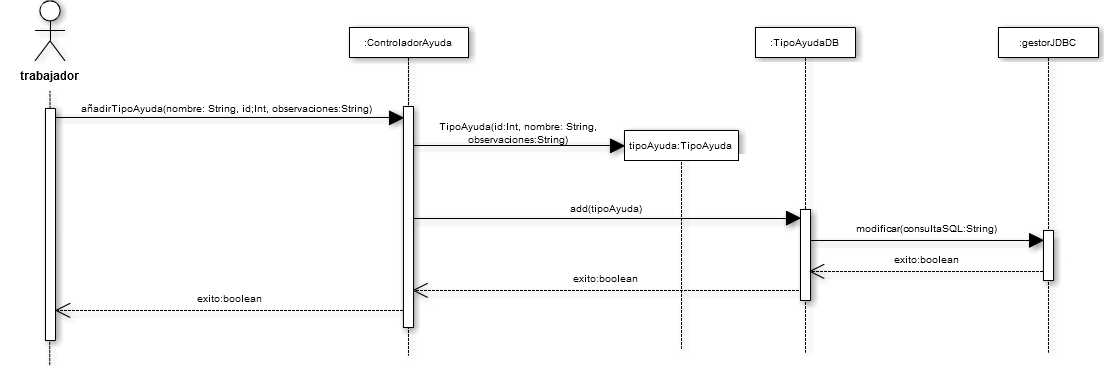 :ControladorAyuda
:TipoAyudaDB
:gestorJDBC
trabajador
añadirTipoAyuda(nombre: String, id;Int, observaciones:String)
TipoAyuda(id:Int, nombre: String,
observaciones:String)
tipoAyuda:TipoAyuda
add(tipoAyuda)
modificar(consultaSQL:String)
exito:boolean
exito:boolean
exito:boolean